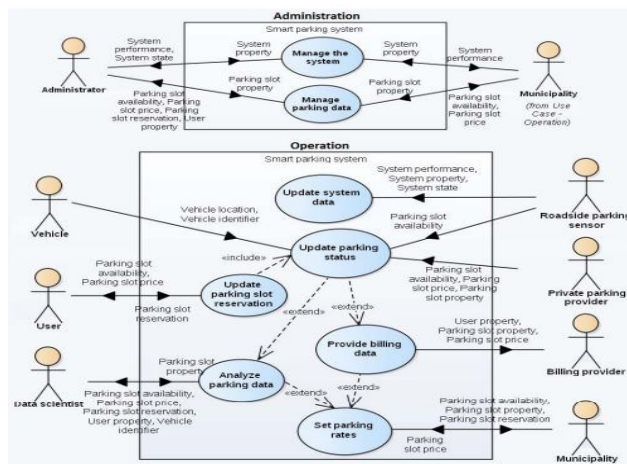 Administration
Smart parking system
System
performance,
System state
System
property
Manage the
system
System
property
System
performance
Administrator
Parking slot
availability, Parking
slot price, Parking
slot reservation, User
property
Parking slot
property
Manage
parking data
Parking slot
property
Parking slot
availability,
Parking slot
price
Municipality
(from Use
Case -
Operation)
Operation
Smart parking system
Update system
data
System performance,
System property,
System state
Vehicle
Vehicle location,
Vehicle identifier
Parking slot
availability
Roadside parking
sensor
Update parking
status
«include»
Parking slot
availability,
Parking slot price
Update
parking slot
reservation
Parking slot
availability, Parking
slot price, Parking
slot property
Private parking
provider
User
Parking slot
reservation
«extend»
«extend»
Provide billing
data
User property,
Parking slot property,
Parking slot price
Billing provider
Parking slot
property
Analyze
parking data
Data scientist
Parking slot availability,
Parking slot price,
Parking slot reservation,
User property, Vehicle
identifier
«extend»
«extend»
Set parking
rates
Parking slot availability,
Parking slot property,
Parking slot reservation
Parking
slot price
Municipality